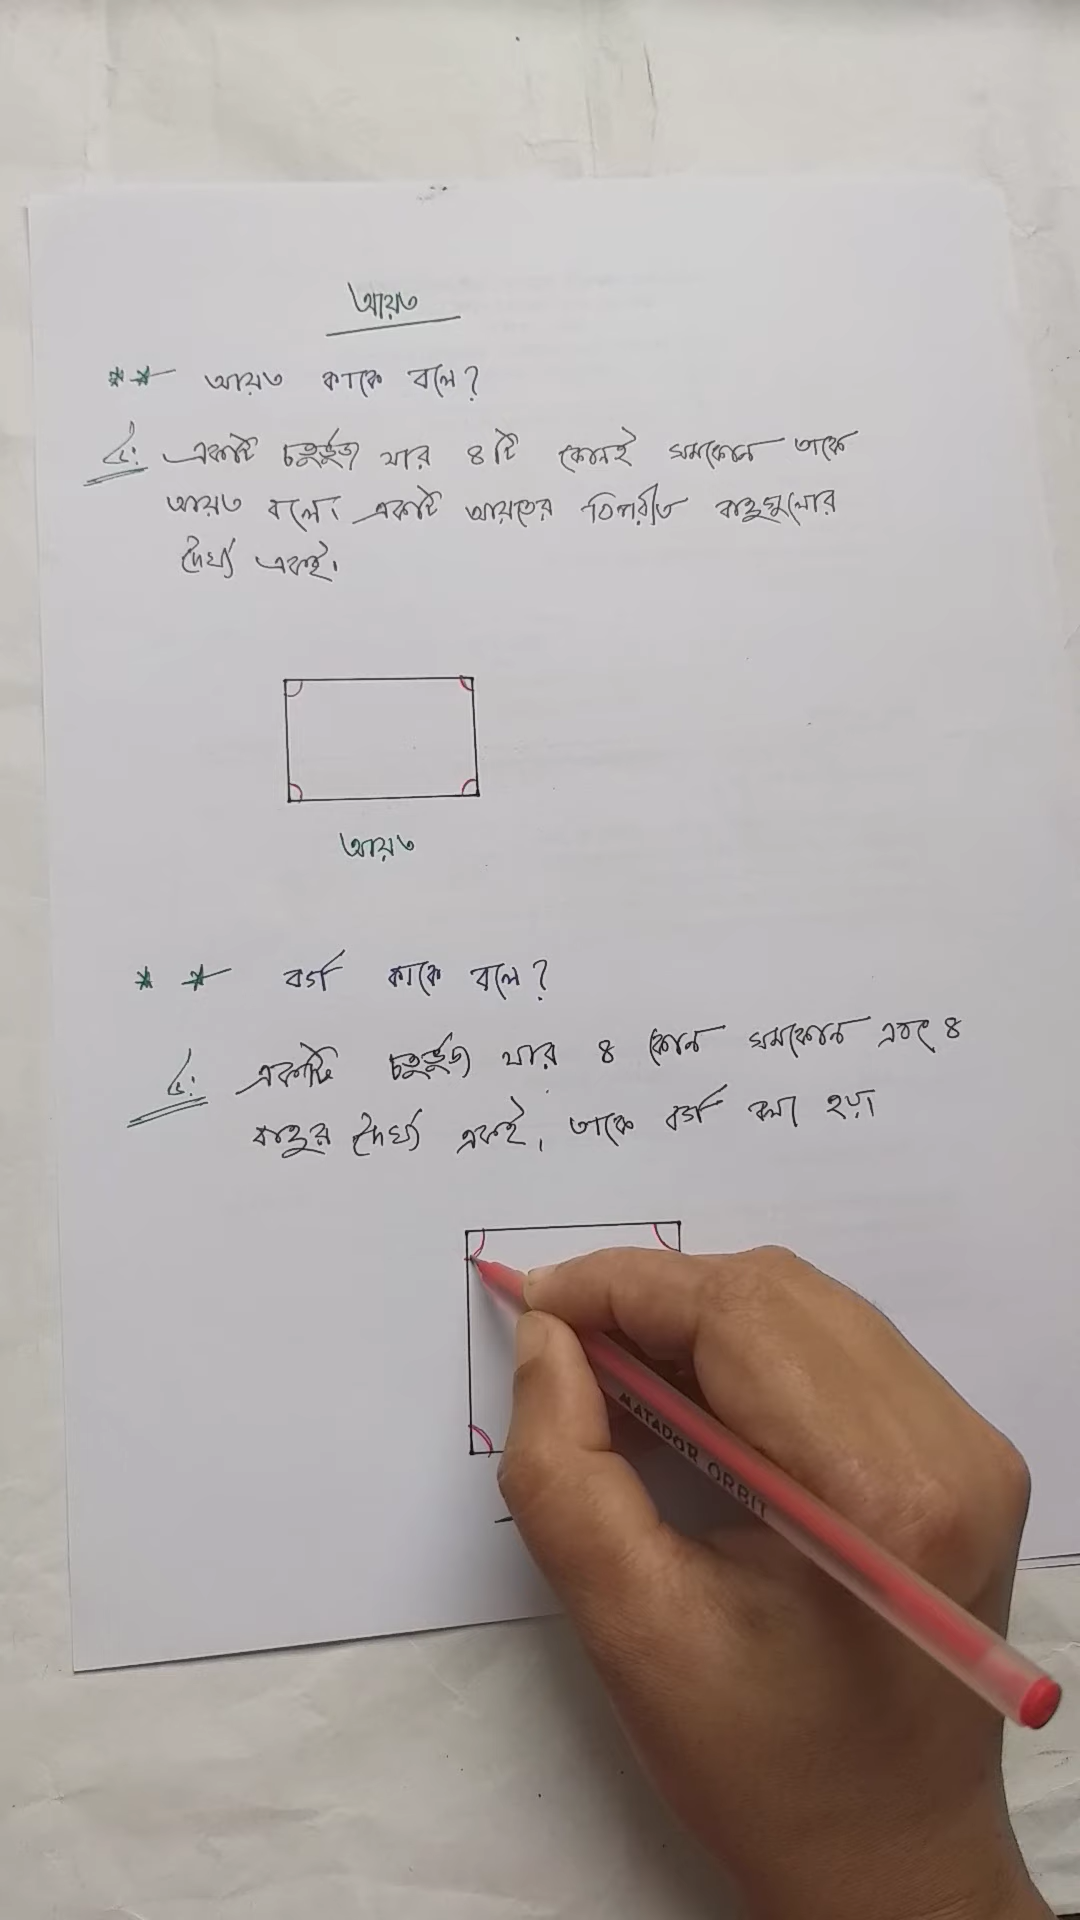 আয়ত
** আয়ত কাকে বলে?
উঃ একটি চতুর্ভুজ যার ৪টি কোনই সমকোন তাকে
আয়ত বলে। একটি আয়তের বিপরীত বাহুগুলোর
দৈর্ঘ্য একই।
আয়ত
** বর্গ কাকে বলে?
উঃ একটি চতুর্ভুজ যার ৪ কোন সমকোন এবং ৪
বাহুর দৈর্ঘ্য একই, তাকে বর্গ বলা হয়।
MATADOR ORBIT